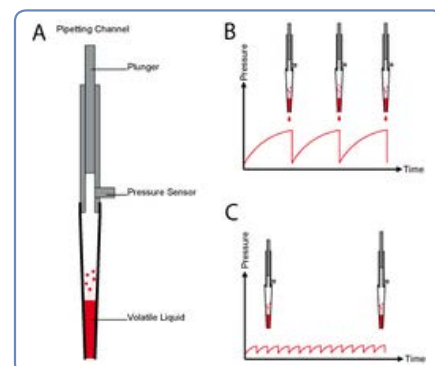 A
Pipetting Channel
Plunger
Pressure Sensor
Volatile Liquid
B
Pressure
Time
C
Pressure
Time